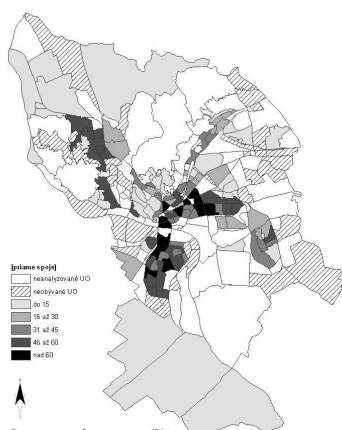 [priame spoje]
neanalyzované UO
neobývané UO
do 15
16 až 30
31 až 45
46 až 60
nad 60